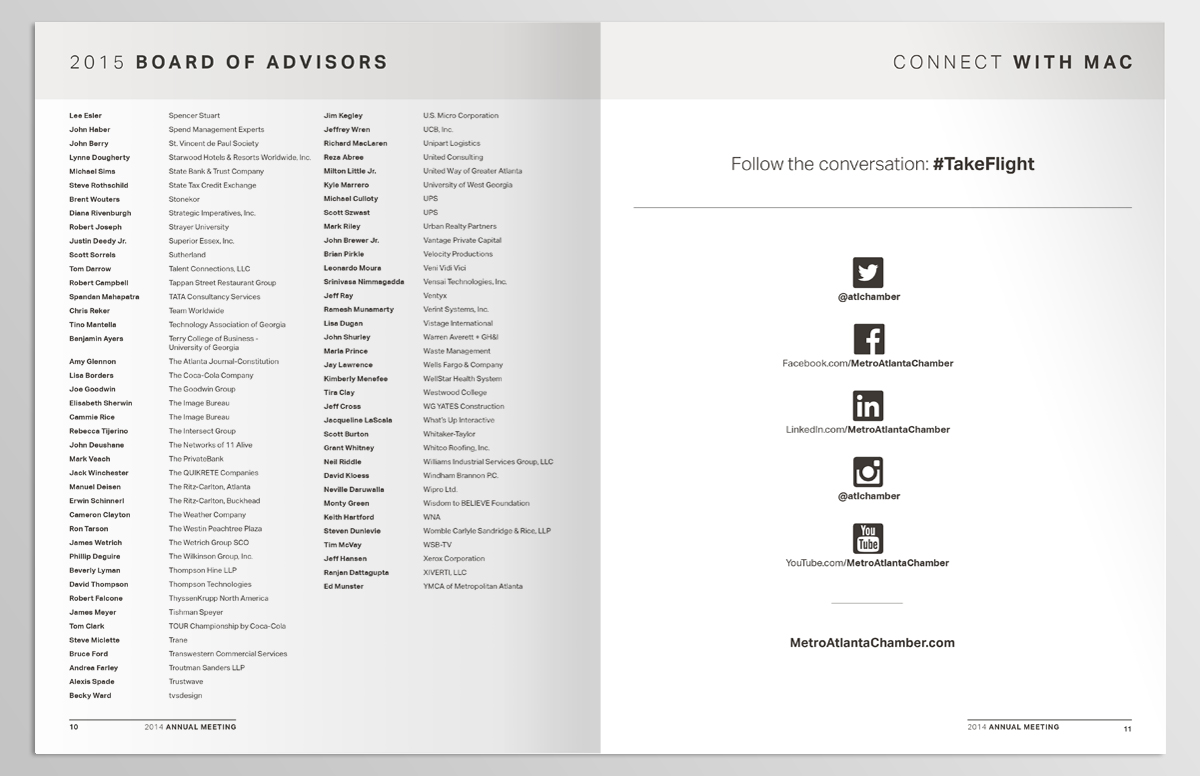 2015 BOARD OF ADVISORS
Lee Esler Spencer Stuart
John Haber Spend Management Experts
John Berry St. Vincent de Paul Society
Lynne Dougherty Starwood Hotels & Resorts Worldwide, Inc.
Michael Sims State Bank & Trust Company
Steve Rothschild State Tax Credit Exchange
Brent Wouters Stonekor
Diana Rivenburgh Strategic Imperatives, Inc.
Robert Joseph Strayer University
Justin Deedy Jr. Superior Essex, Inc.
Scott Sorrels Sutherland
Tom Darrow Talent Connections, LLC
Robert Campbell Tappan Street Restaurant Group
Spandan Mahapatra TATA Consultancy Services
Chris Reker Team Worldwide
Tino Mantella Technology Association of Georgia
Benjamin Ayers Terry College of Business -
University of Georgia
Amy Glennon The Atlanta Journal-Constitution
Lisa Borders The Coca-Cola Company
Joe Goodwin The Goodwin Group
Elisabeth Sherwin The Image Bureau
Cammie Rice The Image Bureau
Rebecca Tijerino The Intersect Group
John Deushane The Networks of 11 Alive
Mark Veach The PrivateBank
Jack Winchester The QUIKRETE Companies
Manuel Deisen The Ritz-Carlton, Atlanta
Erwin Schinnerl The Ritz-Carlton, Buckhead
Cameron Clayton The Weather Company
Ron Tarson The Westin Peachtree Plaza
James Wetrich The Wetrich Group SCO
Phillip Daguire The Wilkinson Group, Inc.
Beverly Lyman Thompson Hine LLP
David Thompson Thompson Technologies
Robert Falcone ThyssenKrupp North America
James Meyer Tishman Speyer
Tom Clark TOUR Championship by Coca-Cola
Steve Miclette Trane
Bruce Ford Transwestern Commercial Services
Andrea Farley Troutman Sanders LLP
Alexis Spade Trustwave
Becky Ward tvsdesign
Jim Kegley U.S. Micro Corporation
Jeffrey Wren UCB, Inc.
Richard MacLaren Unipart Logistics
Reza Abree United Consulting
Milton Little Jr. United Way of Greater Atlanta
Kyle Marrero University of West Georgia
Michael Culloty UPS
Scott Szwast UPS
Mark Riley Urban Realty Partners
John Brewer Jr. Vantage Private Capital
Brian Pirkle Velocity Productions
Leonardo Moura Veni Vidi Vici
Srinivasa Nimmagadda Vensai Technologies, Inc.
Jeff Ray Ventyx
Ramesh Munamarty Verint Systems, Inc.
Lisa Dugan Vistage International
John Shurley Warren Averett + GH&I
Marla Prince Waste Management
Jay Lawrence Wells Fargo & Company
Kimberly Menefee WellStar Health System
Tira Clay Westwood College
Jeff Cross WG YATES Construction
Jacqueline LaScala What's Up Interactive
Scott Burton Whitaker-Taylor
Grant Whitney Whitco Roofing, Inc.
Neil Riddle Williams Industrial Services Group, LLC
David Kloess Windham Brannon P.C.
Neville Daruwalla Wipro Ltd.
Monty Green Wisdom to BELIEVE Foundation
Keith Hartford WNA
Steven Dunlevie Womble Carlyle Sandridge & Rice, LLP
Tim McVay WSB-TV
Jeff Hansen Xerox Corporation
Ranjan Dattagupta XIVERTI, LLC
Ed Munster YMCA of Metropolitan Atlanta
10 2014 ANNUAL MEETING
CONNECT WITH MAC
Follow the conversation: #TakeFlight
@atlchamber
Facebook.com/MetroAtlantaChamber
in
LinkedIn.com/MetroAtlantaChamber
@atlchamber
You
Tube
YouTube.com/MetroAtlantaChamber
MetroAtlantaChamber.com
2014 ANNUAL MEETING 11